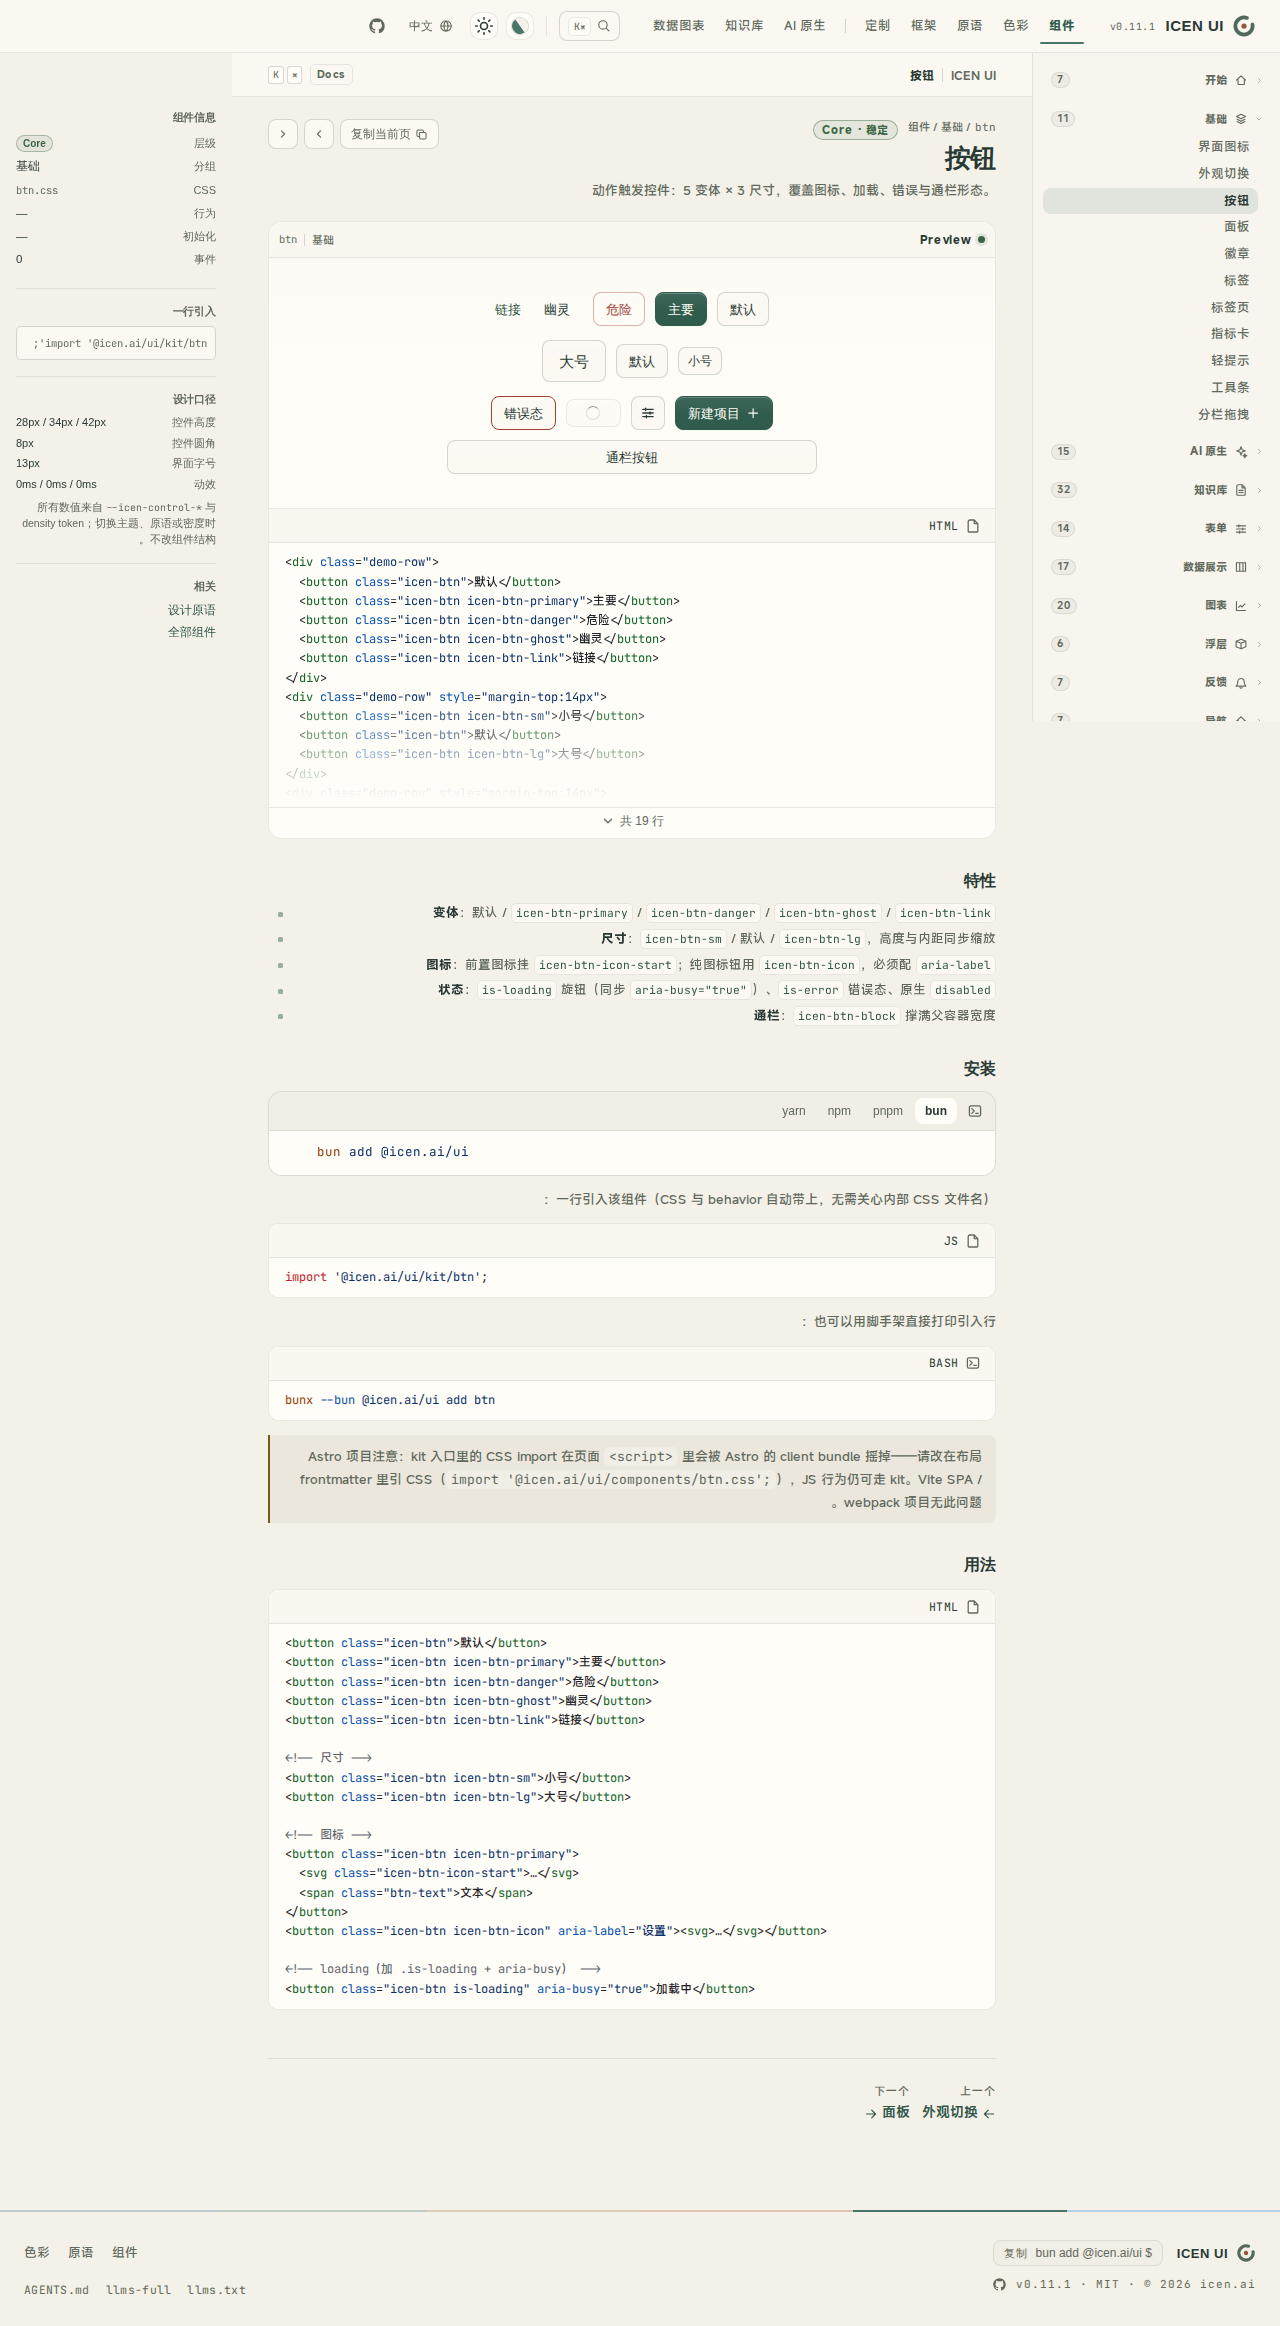 ICEN UI v0.11.1 组件 色彩 原语 框架 定制 AI 原生 知识库 数据图表 K⌘ 中文
ICEN UI 按钮 Docs ⌘ K
开始 7
基础 11
界面图标
外观切换
按钮
面板
徽章
标签
标签页
指标卡
轻提示
工具条
分栏拖拽
AI 原生 15
知识库 32
表单 14
数据展示 17
图表 20
浮层 6
反馈 7
导航 7
组件 / 基础 / btn Core · 稳定
复制当前页
按钮
动作触发控件：5 变体 × 3 尺寸，覆盖图标、加载、错误与通栏形态。
Preview 基础 btn
默认 主要 危险 幽灵 链接
小号 默认 大号
新建项目 错误态
通栏按钮
HTML
<div class="demo-row">
<button class="icen-btn">默认</button>
<button class="icen-btn icen-btn-primary">主要</button>
<button class="icen-btn icen-btn-danger">危险</button>
<button class="icen-btn icen-btn-ghost">幽灵</button>
<button class="icen-btn icen-btn-link">链接</button>
</div>
<div class="demo-row" style="margin-top:14px">
<button class="icen-btn icen-btn-sm">小号</button>
<button class="icen-btn">默认</button>
<button class="icen-btn icen-btn-lg">大号</button>
</div>
<div class="demo-row" style="margin-top:14px">
共 19 行
特性
变体：默认 / icen-btn-primary / icen-btn-danger / icen-btn-ghost / icen-btn-link
尺寸：icen-btn-sm / 默认 / icen-btn-lg，高度与内距同步缩放
图标：前置图标挂 icen-btn-icon-start；纯图标钮用 icen-btn-icon，必须配 aria-label
状态：is-loading 旋钮（同步 aria-busy="true"）、is-error 错误态、原生 disabled
通栏：icen-btn-block 撑满父容器宽度
安装
bun pnpm npm yarn
bun add @icen.ai/ui
一行引入该组件（CSS 与 behavior 自动带上，无需关心内部 CSS 文件名）：
JS
import '@icen.ai/ui/kit/btn';
也可以用脚手架直接打印引入行：
BASH
bunx --bun @icen.ai/ui add btn
Astro 项目注意：kit 入口里的 CSS import 在页面 <script> 里会被 Astro 的 client bundle 摇掉——请改在布局
frontmatter 里引 CSS（ import '@icen.ai/ui/components/btn.css'; ），JS 行为仍可走 kit。Vite SPA /
webpack 项目无此问题。
用法
HTML
<button class="icen-btn">默认</button>
<button class="icen-btn icen-btn-primary">主要</button>
<button class="icen-btn icen-btn-danger">危险</button>
<button class="icen-btn icen-btn-ghost">幽灵</button>
<button class="icen-btn icen-btn-link">链接</button>
<!-- 尺寸 -->
<button class="icen-btn icen-btn-sm">小号</button>
<button class="icen-btn icen-btn-lg">大号</button>
<!-- 图标 -->
<button class="icen-btn icen-btn-primary">
<svg class="icen-btn-icon-start">…</svg>
<span class="btn-text">文本</span>
</button>
<button class="icen-btn icen-btn-icon" aria-label="设置"><svg>…</svg></button>
<!-- loading（加 .is-loading + aria-busy） -->
<button class="icen-btn is-loading" aria-busy="true">加载中</button>
上一个 下一个
← 外观切换 面板 →
组件信息
层级 Core
分组 基础
CSS btn.css
行为 —
初始化 —
事件 0
一行引入
;'import '@icen.ai/ui/kit/btn
设计口径
控件高度 28px / 34px / 42px
控件圆角 8px
界面字号 13px
动效 0ms / 0ms / 0ms
所有数值来自 --icen-control-* 与
density token；切换主题、原语或密度时
不改组件结构。
相关
设计原语
全部组件
ICEN UI bun add @icen.ai/ui $ 复制
v0.11.1 · MIT · © 2026 icen.ai
组件 原语 色彩
llms.txt llms-full AGENTS.md